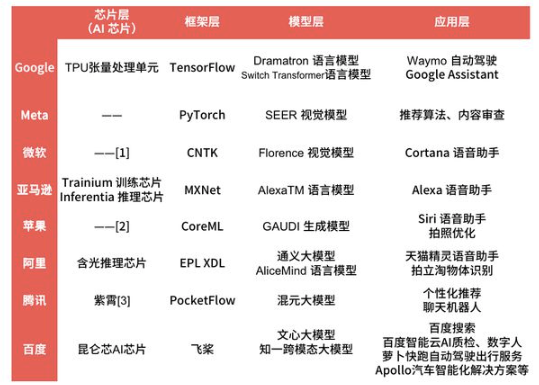 芯片层
（AI 芯片）
框架层
模型层
应用层
Google
TPU张量处理单元
TensorFlow
Dramatron 语言模型
Switch Transformer语言模型
Waymo 自动驾驶
Google Assistant
Meta
——
PyTorch
SEER 视觉模型
推荐算法、内容审查
微软
——[1]
CNTK
Florence 视觉模型
Cortana 语音助手
亚马逊
Trainium 训练芯片
Inferentia 推理芯片
MXNet
AlexaTM 语言模型
Alexa 语音助手
苹果
——[2]
CoreML
GAUDI 生成模型
Siri 语音助手
拍照优化
阿里
含光推理芯片
EPL XDL
通义大模型
AliceMind 语言模型
天猫精灵语音助手
拍立淘物体识别
腾讯
紫霄[3]
PocketFlow
混元大模型
个性化推荐
聊天机器人
百度
昆仑芯AI芯片
飞桨
文心大模型
知一跨模态大模型
百度搜索
百度智能云AI质检、数字人
萝卜快跑自动驾驶出行服务
Apollo汽车智能化解决方案等